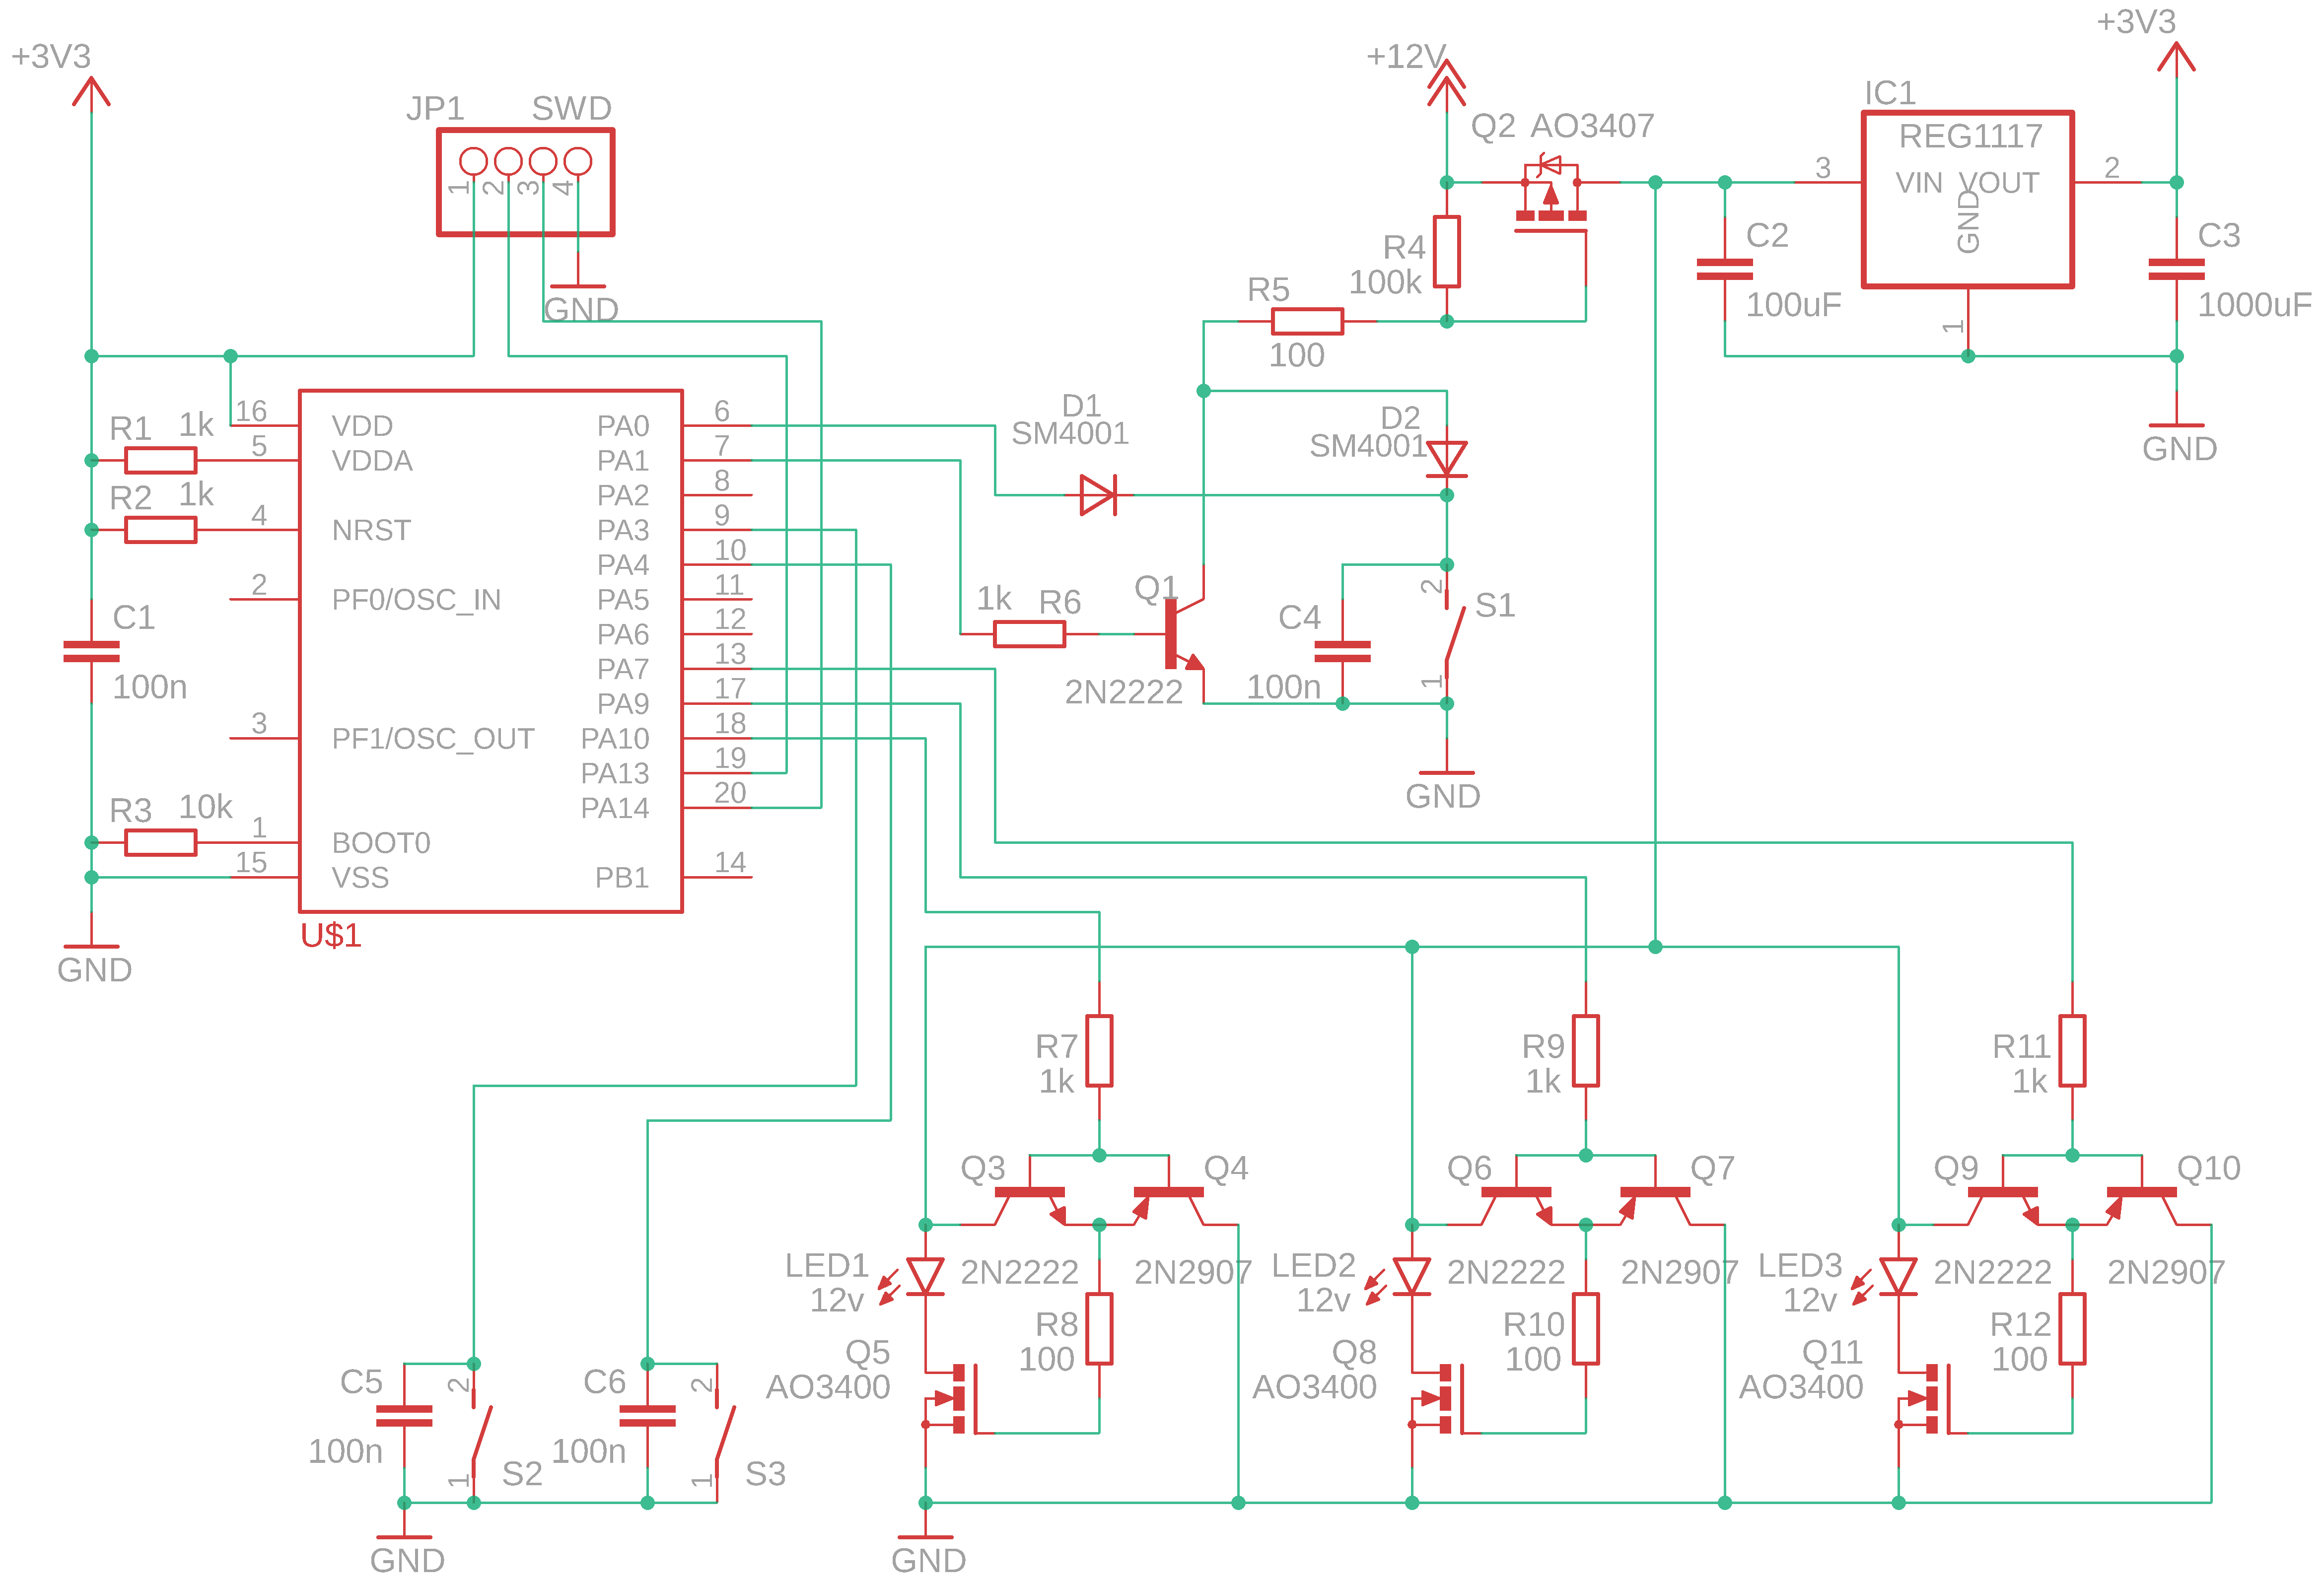 +3V3
+12V
+3V3
JP1 SWD
1 2 3 4
GND
Q2 AO3407
IC1
REG1117
3 VIN VOUT 2
GND
1
C2
100uF
C3
1000uF
GND
R4
100k
R5
100
R1 1k
R2 1k
C1
100n
R3 10k
GND
16 VDD
5 VDDA
4 NRST
2 PF0/OSC_IN
3 PF1/OSC_OUT
1 BOOT0
15 VSS
PA0 6
PA1 7
PA2 8
PA3 9
PA4 10
PA5 11
PA6 12
PA7 13
PA9 17
PA10 18
PA13 19
PA14 20
PB1 14
U$1
D1
SM4001
D2
SM4001
1k R6
Q1
2N2222
C4
100n
2
S1
1
GND
R7
1k
R9
1k
R11
1k
Q3 Q4
Q6 Q7
Q9 Q10
LED1
12v
2N2222 2N2907
LED2
12v
2N2222 2N2907
LED3
12v
2N2222 2N2907
R8
100
R10
100
R12
100
Q5
AO3400
Q8
AO3400
Q11
AO3400
C5
100n
2
1
S2
C6
100n
2
1
S3
GND
GND